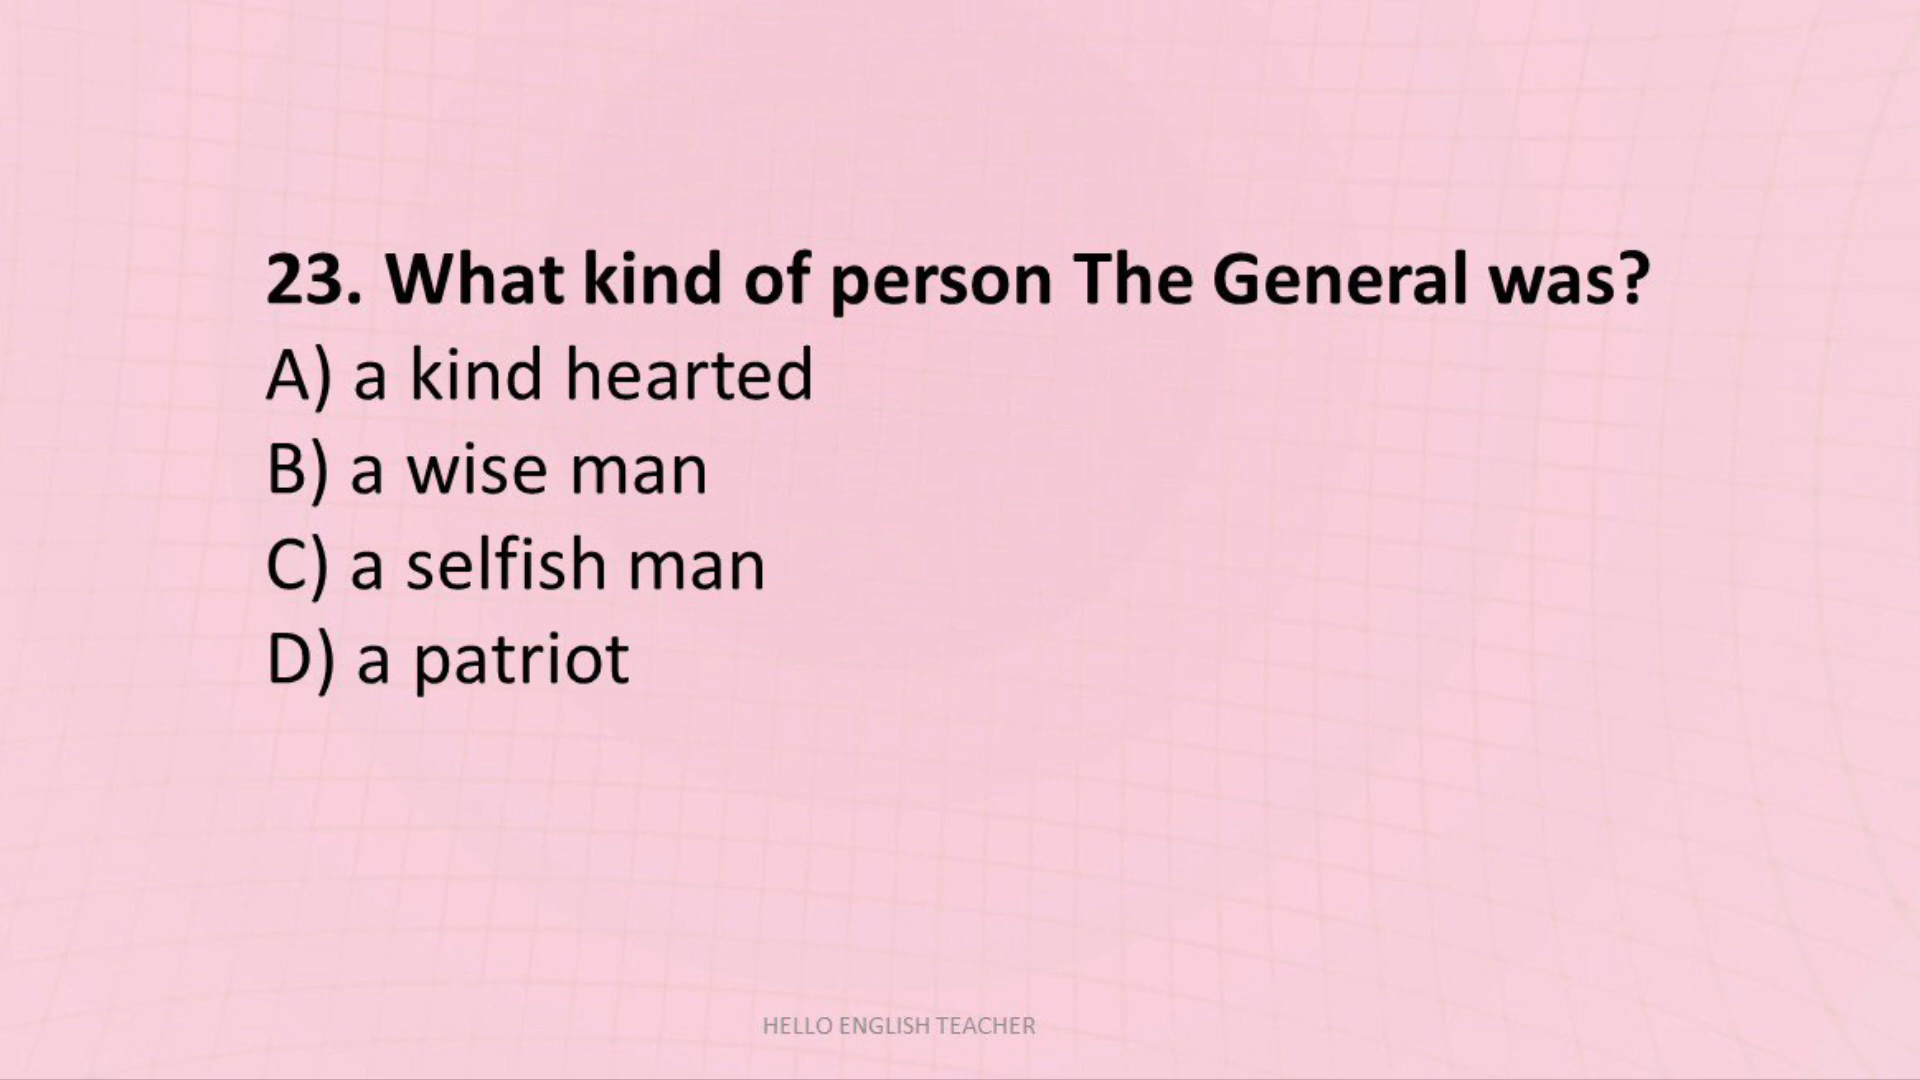 23. What kind of person The General was?
A) a kind hearted
B) a wise man
C) a selfish man
D) a patriot
HELLO ENGLISH TEACHER